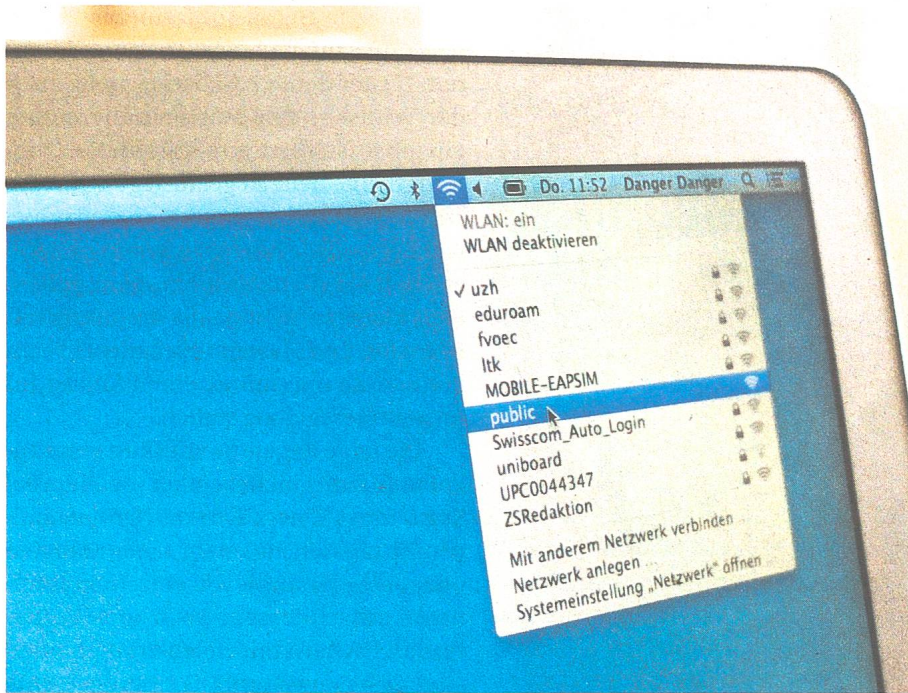 Do. 11:52 Danger Danger
WLAN: ein
WLAN deaktivieren
✓ uzh
eduroam
fvoec
ltk
MOBILE-EAPSIM
public
Swisscom_Auto_Login
uniboard
UPC0044347
ZSRedaktion
Mit anderem Netzwerk verbinden ...
Netzwerk anlegen ...
Systemeinstellung „Netzwerk“ öffnen ...